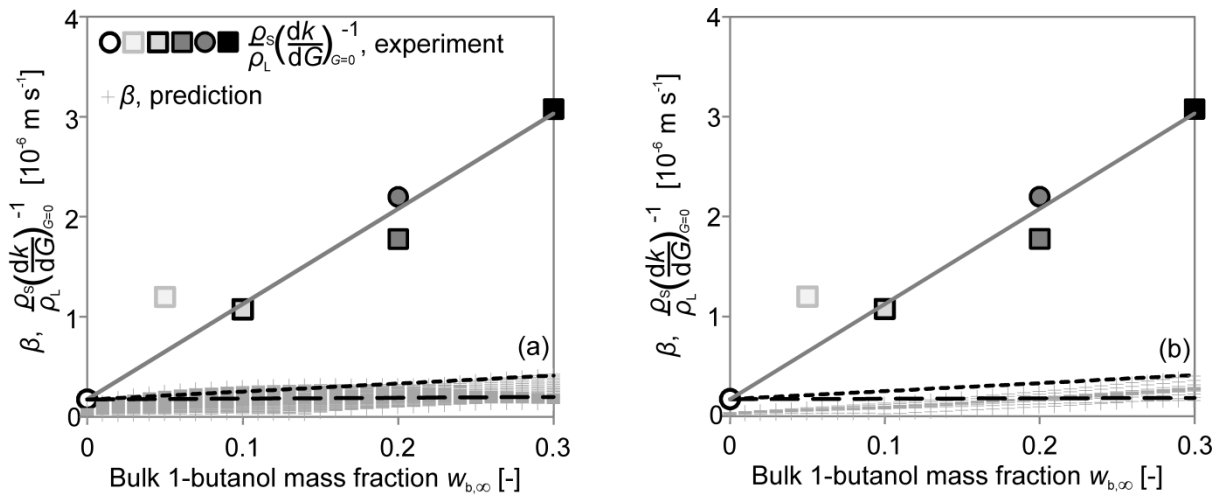 4
3
2
1
0
β, ρS/ρL (dk/dG)G=0⁻¹ [10⁻⁶ m s⁻¹]
ρS/ρL (dk/dG)G=0⁻¹, experiment
β, prediction
(a)
0 0.1 0.2 0.3
Bulk 1-butanol mass fraction wb,∞ [-]
4
3
2
1
0
β, ρS/ρL (dk/dG)G=0⁻¹ [10⁻⁶ m s⁻¹]
(b)
0 0.1 0.2 0.3
Bulk 1-butanol mass fraction wb,∞ [-]